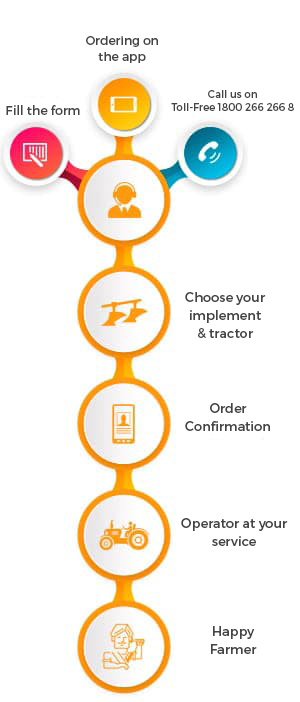 Ordering on
the app
Fill the form
Call us on
Toll-Free 1800 266 266 8
Choose your
implement
& tractor
Order
Confirmation
Operator at your
service
Happy
Farmer